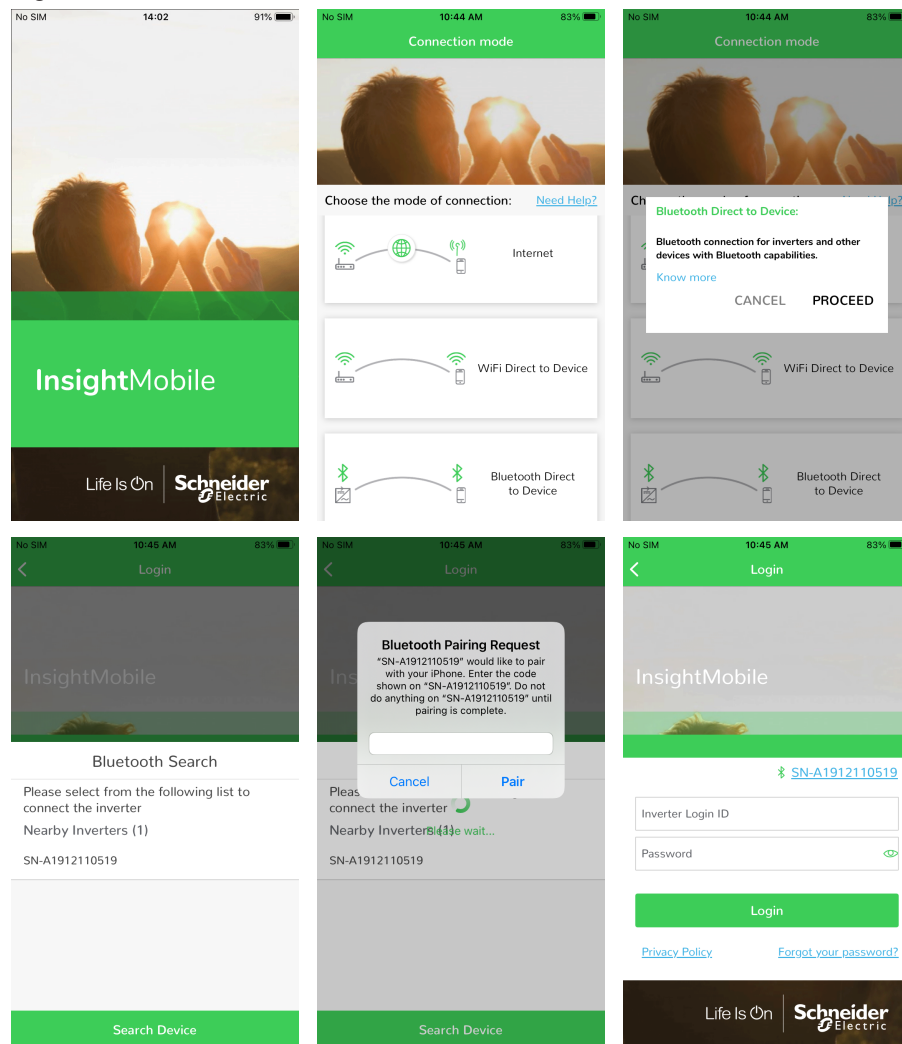 No SIM 14:02 91%
InsightMobile
Life Is On Schneider
Electric
No SIM 10:44 AM 83%
Connection mode
Choose the mode of connection: Need Help?
Internet
WiFi Direct to Device
Bluetooth Direct
to Device
No SIM 10:44 AM 83%
Connection mode
Bluetooth Direct to Device:
Bluetooth connection for inverters and other
devices with Bluetooth capabilities.
Know more
CANCEL PROCEED
WiFi Direct to Device
Bluetooth Direct
to Device
No SIM 10:45 AM 83%
Login
InsightMobile
Bluetooth Search
Please select from the following list to
connect the inverter
Nearby Inverters (1)
SN-A1912110519
Search Device
No SIM 10:45 AM 83%
Login
Ins
Bluetooth Pairing Request
“SN-A1912110519” would like to pair
with your iPhone. Enter the code
shown on “SN-A1912110519”. Do not
do anything on “SN-A1912110519” until
pairing is complete.
Cancel Pair
Pleas
connect the inverter
Nearby Inverters (1)
Please wait...
SN-A1912110519
Search Device
No SIM 10:45 AM 83%
Login
InsightMobile
SN-A1912110519
Inverter Login ID
Password
Login
Privacy Policy Forgot your password?
Life Is On Schneider
Electric